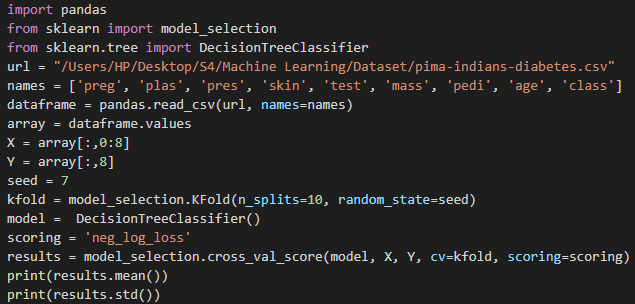 import pandas
from sklearn import model_selection
from sklearn.tree import DecisionTreeClassifier
url = "/Users/HP/Desktop/S4/Machine Learning/Dataset/pima-indians-diabetes.csv"
names = ['preg', 'plas', 'pres', 'skin', 'test', 'mass', 'pedi', 'age', 'class']
dataframe = pandas.read_csv(url, names=names)
array = dataframe.values
X = array[:,0:8]
Y = array[:,8]
seed = 7
kfold = model_selection.KFold(n_splits=10, random_state=seed)
model =  DecisionTreeClassifier()
scoring = 'neg_log_loss'
results = model_selection.cross_val_score(model, X, Y, cv=kfold, scoring=scoring)
print(results.mean())
print(results.std())